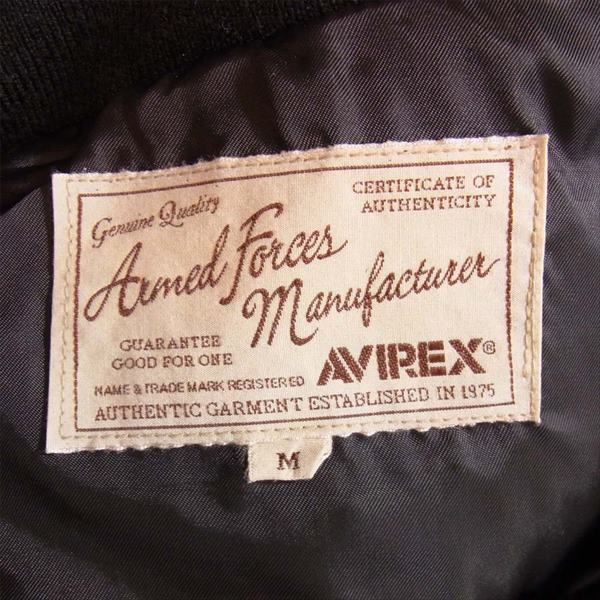 Genuine Quality
CERTIFICATE OF
AUTHENTICITY
Armed Forces
Manufacturer
GUARANTEE
GOOD FOR ONE
AVIREX®
NAME & TRADE MARK REGISTERED
AUTHENTIC GARMENT ESTABLISHED IN 1975
M